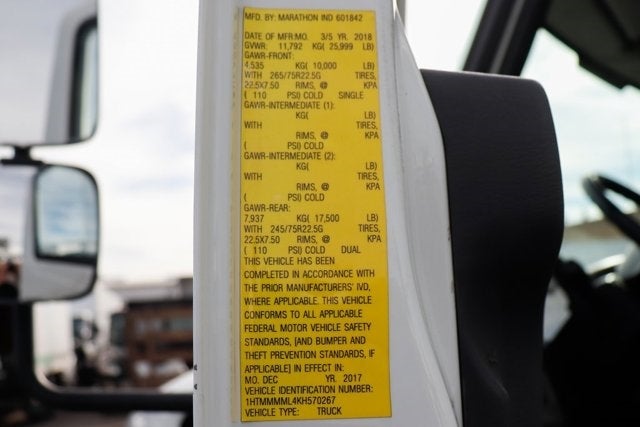 MFD. BY: MARATHON IND 601842
DATE OF MFR:MO. 3/5 YR. 2018
GVWR: 11,792 KG( 25,999 LB)
GAWR-FRONT:
4,535 KG( 10,000 LB)
WITH 265/75R22.5G TIRES,
22.5X7.50 RIMS, @ KPA
( 110 PSI) COLD SINGLE
GAWR-INTERMEDIATE (1):
KG( LB)
WITH TIRES,
RIMS, @ KPA
( PSI) COLD
GAWR-INTERMEDIATE (2):
KG( LB)
WITH TIRES,
RIMS, @ KPA
( PSI) COLD
GAWR-REAR:
7,937 KG( 17,500 LB)
WITH 245/75R22.5G TIRES,
22.5X7.50 RIMS, @ KPA
( 110 PSI) COLD DUAL
THIS VEHICLE HAS BEEN
COMPLETED IN ACCORDANCE WITH
THE PRIOR MANUFACTURERS' IVD,
WHERE APPLICABLE. THIS VEHICLE
CONFORMS TO ALL APPLICABLE
FEDERAL MOTOR VEHICLE SAFETY
STANDARDS, [AND BUMPER AND
THEFT PREVENTION STANDARDS, IF
APPLICABLE] IN EFFECT IN:
MO. DEC YR. 2017
VEHICLE IDENTIFICATION NUMBER:
1HTMMMML4KH570267
VEHICLE TYPE: TRUCK